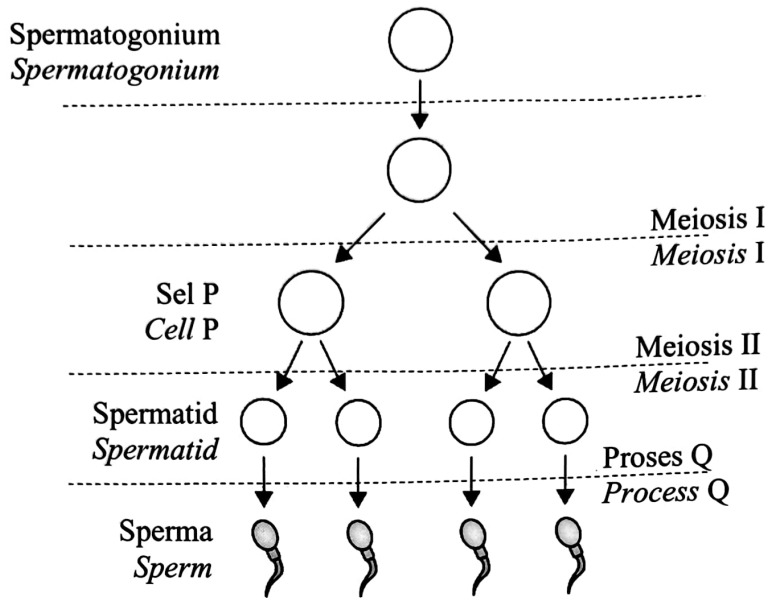 Spermatogonium
Spermatogonium
Meiosis I
Meiosis I
Sel P
Cell P
Meiosis II
Meiosis II
Spermatid
Spermatid
Proses Q
Process Q
Sperma
Sperm